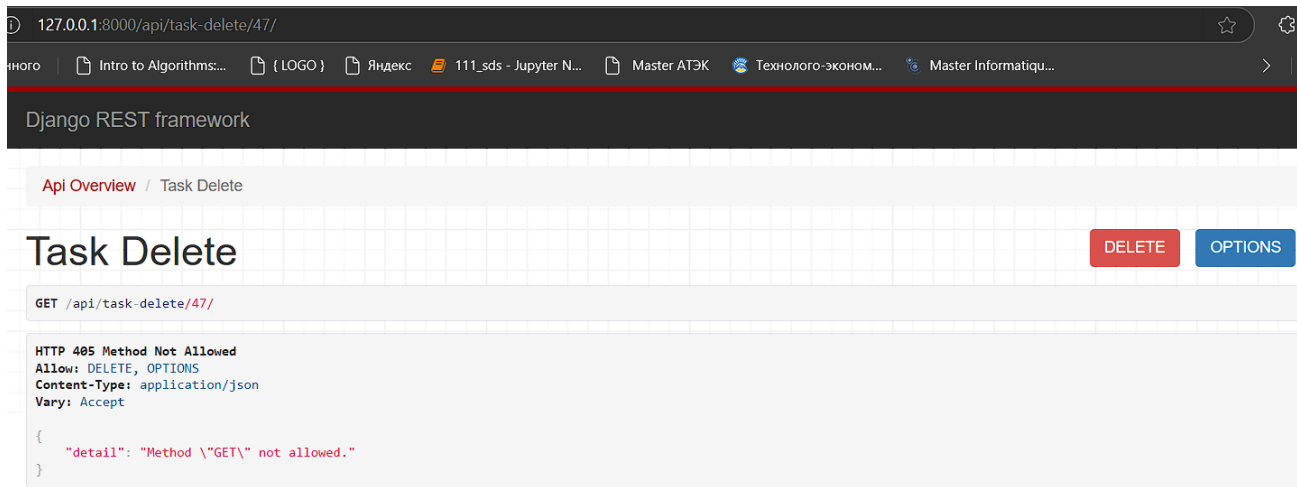 127.0.0.1:8000/api/task-delete/47/
нного Intro to Algorithms:... { LOGO } Яндекс 111_sds - Jupyter N... Master АТЭК Технолого-эконом... Master Informatiqu...
Django REST framework
Api Overview / Task Delete
Task Delete DELETE OPTIONS
GET /api/task-delete/47/
HTTP 405 Method Not Allowed
Allow: DELETE, OPTIONS
Content-Type: application/json
Vary: Accept
{
"detail": "Method \"GET\" not allowed."
}